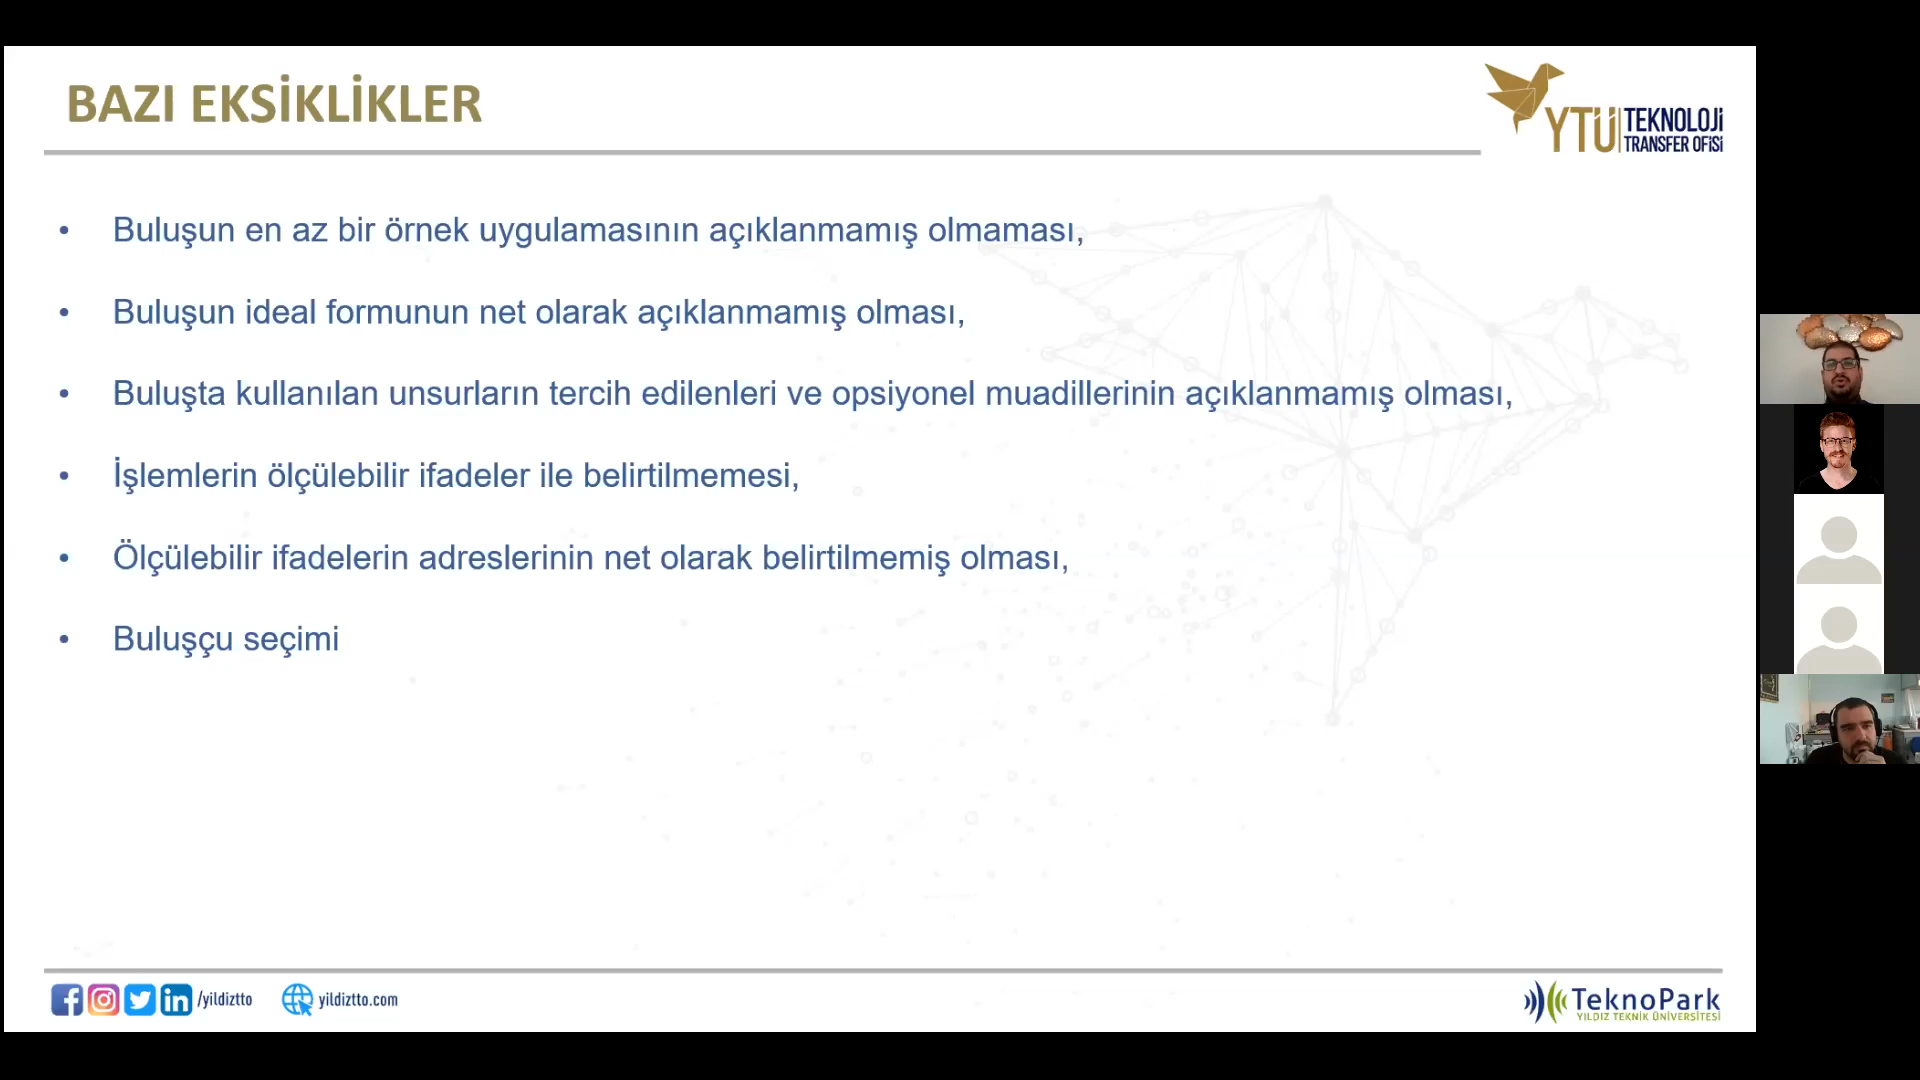 BAZI EKSİKLİKLER
YTÜ TEKNOLOJİ
TRANSFER OFİSİ
• Buluşun en az bir örnek uygulamasının açıklanmamış olmaması,
• Buluşun ideal formunun net olarak açıklanmamış olması,
• Buluşta kullanılan unsurların tercih edilenleri ve opsiyonel muadillerinin açıklanmamış olması,
• İşlemlerin ölçülebilir ifadeler ile belirtilmemesi,
• Ölçülebilir ifadelerin adreslerinin net olarak belirtilmemiş olması,
• Buluşçu seçimi
/yildiztto yildiztto.com
TeknoPark
YILDIZ TEKNİK ÜNİVERSİTESİ